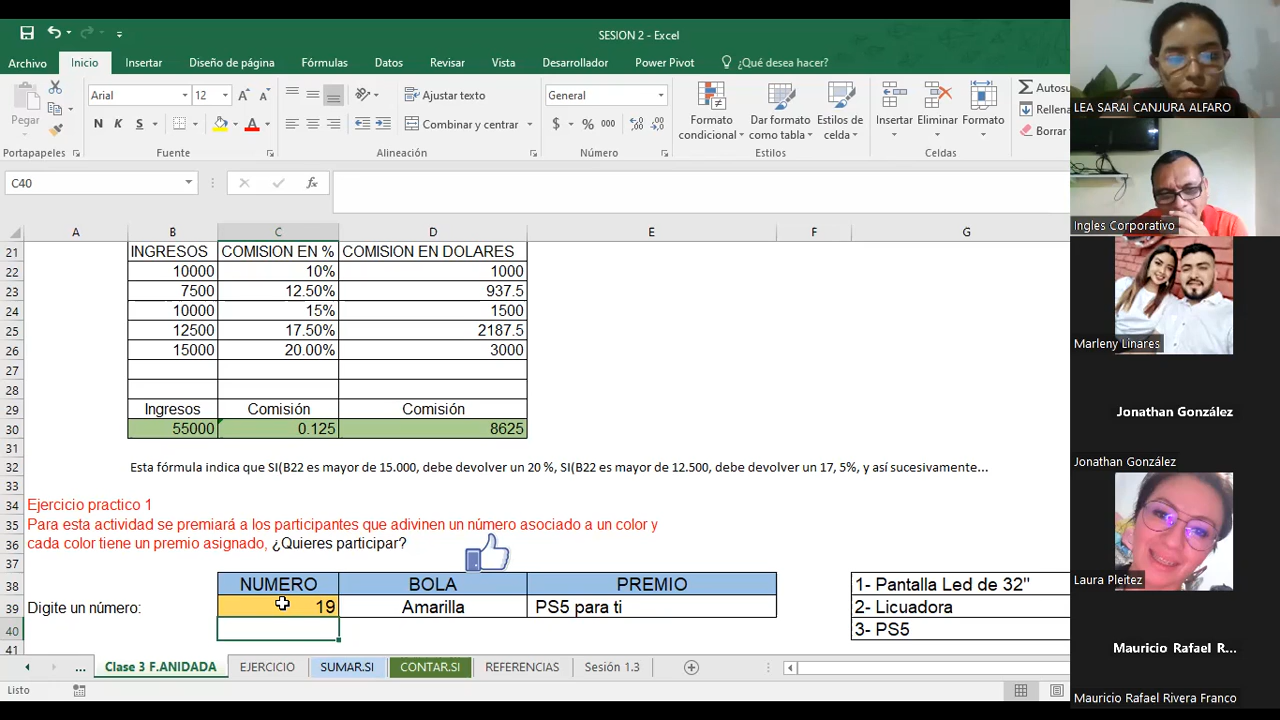 SESION 2 - Excel
Archivo Inicio Insertar Diseño de página Fórmulas Datos Revisar Vista Desarrollador Power Pivot ¿Qué desea hacer?
Pegar
Arial 12
N K S
Ajustar texto
Combinar y centrar
General
$ % 000
Formato condicional
Dar formato como tabla
Estilos de celda
Insertar
Eliminar
Formato
Autosu
Rellena
Borrar
Portapapeles Fuente Alineación Número Estilos Celdas
C40
fx
A B C D E F G
21 INGRESOS COMISION EN % COMISION EN DOLARES
22 10000 10% 1000
23 7500 12.50% 937.5
24 10000 15% 1500
25 12500 17.50% 2187.5
26 15000 20.00% 3000
27
28
29 Ingresos Comisión Comisión
30 55000 0.125 8625
31
32 Esta fórmula indica que SI(B22 es mayor de 15.000, debe devolver un 20 %, SI(B22 es mayor de 12.500, debe devolver un 17, 5%, y así sucesivamente...
33
34 Ejercicio practico 1
35 Para esta actividad se premiará a los participantes que adivinen un número asociado a un color y
36 cada color tiene un premio asignado, ¿Quieres participar?
37
38 NUMERO BOLA PREMIO 1- Pantalla Led de 32"
39 Digite un número: 19 Amarilla PS5 para ti 2- Licuadora
40 3- PS5
41
... Clase 3 F.ANIDADA EJERCICIO SUMAR.SI CONTAR.SI REFERENCIAS Sesión 1.3
Listo
LEA SARAI CANJURA ALFARO
Ingles Corporativo
Marleny Linares
Jonathan González
Jonathan González
Laura Pleitez
Mauricio Rafael R...
Mauricio Rafael Rivera Franco